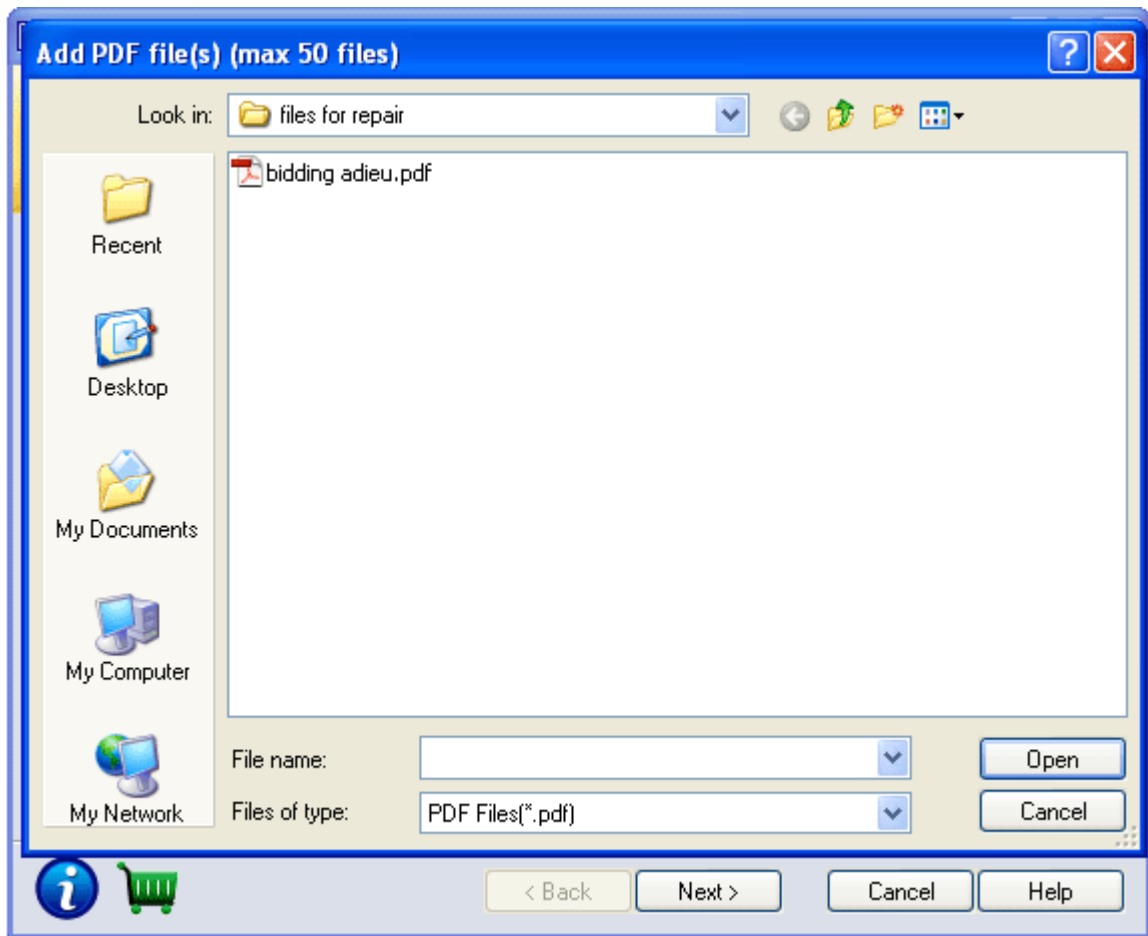 Add PDF file(s) (max 50 files)
Look in: files for repair
bidding adieu.pdf
Recent
Desktop
My Documents
My Computer
My Network
File name:
Open
Files of type: PDF Files(*.pdf)
Cancel
< Back Next > Cancel Help